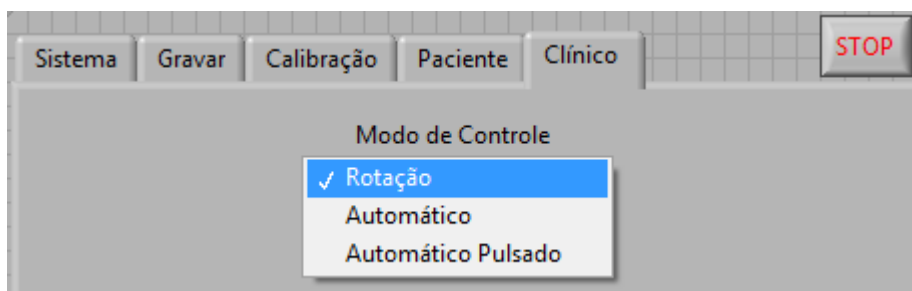 Sistema Gravar Calibração Paciente Clínico STOP
Modo de Controle
✓ Rotação
Automático
Automático Pulsado